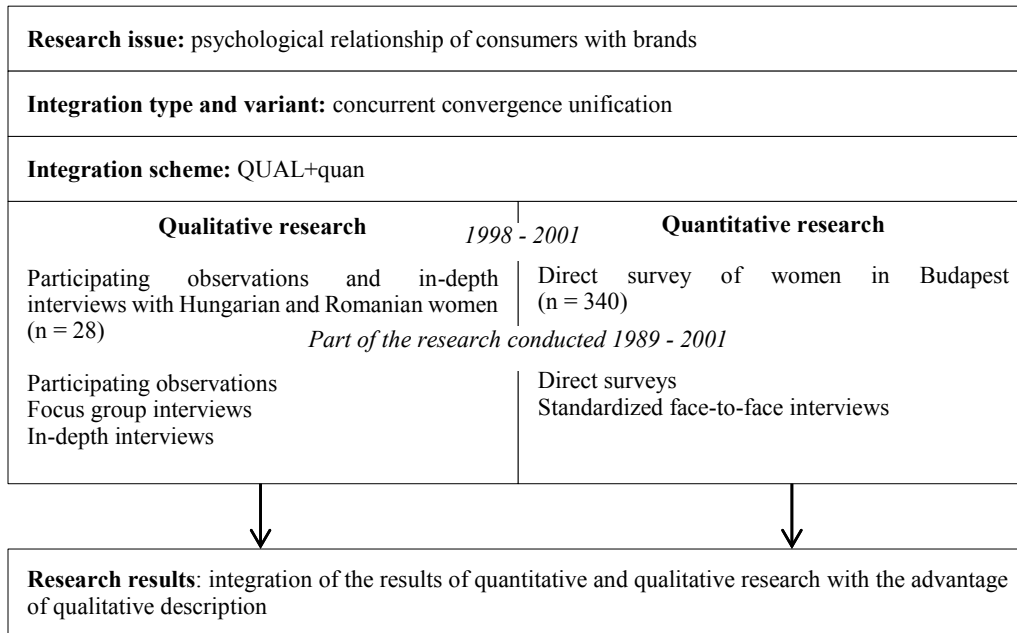 Research issue: psychological relationship of consumers with brands
Integration type and variant: concurrent convergence unification
Integration scheme: QUAL+quan
Qualitative research
Quantitative research
1998 - 2001
Participating observations and in-depth
interviews with Hungarian and Romanian women
(n = 28)
Direct survey of women in Budapest
(n = 340)
Part of the research conducted 1989 - 2001
Participating observations
Focus group interviews
In-depth interviews
Direct surveys
Standardized face-to-face interviews
Research results: integration of the results of quantitative and qualitative research with the advantage
of qualitative description